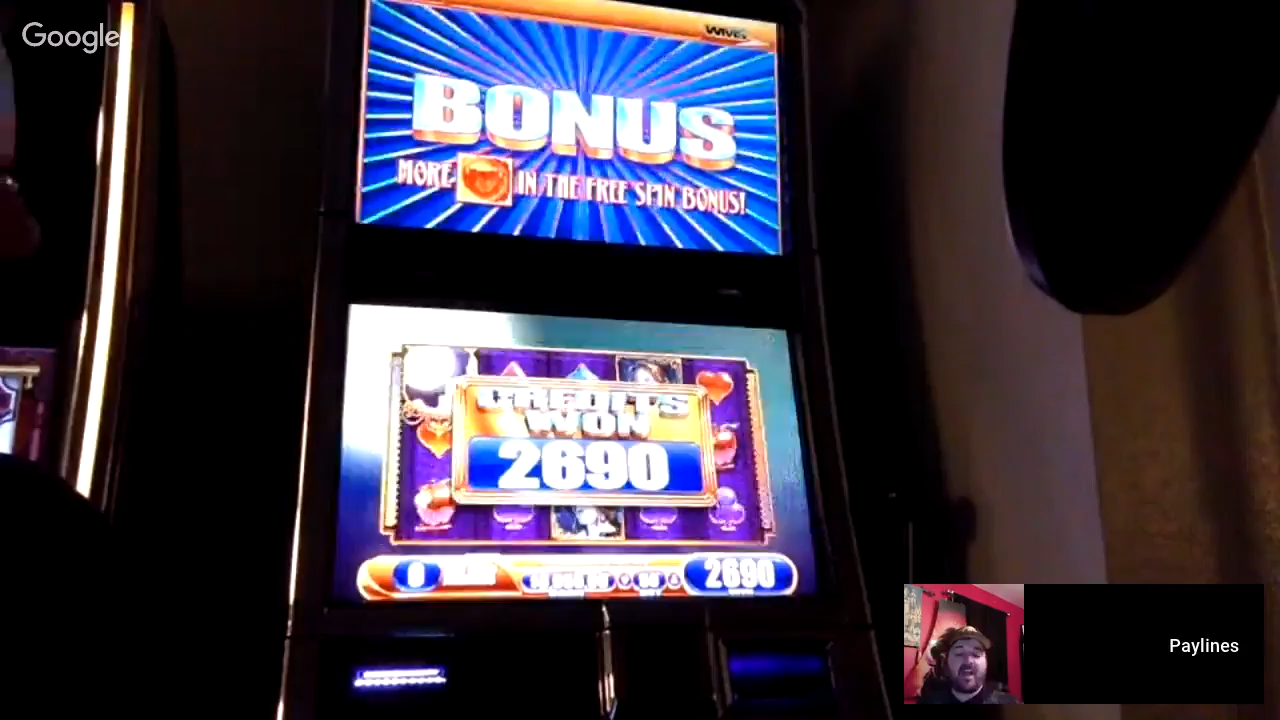 Google
WMS
BONUS
MORE IN THE FREE SPIN BONUS!
CREDITS
WON
2690
2690
Paylines